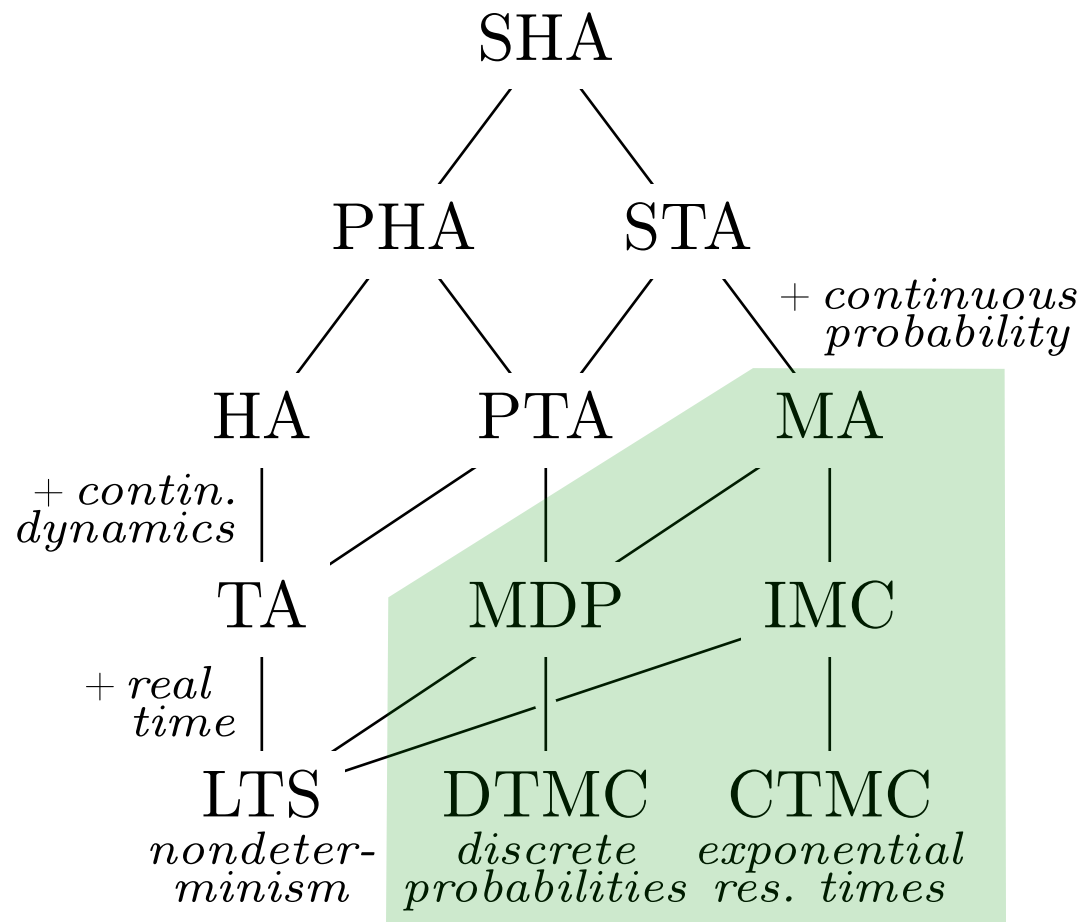 SHA
PHA STA
+ continuous
probability
HA PTA MA
+ contin.
dynamics
TA MDP IMC
+ real
time
LTS DTMC CTMC
nondeter- discrete exponential
minism probabilities res. times